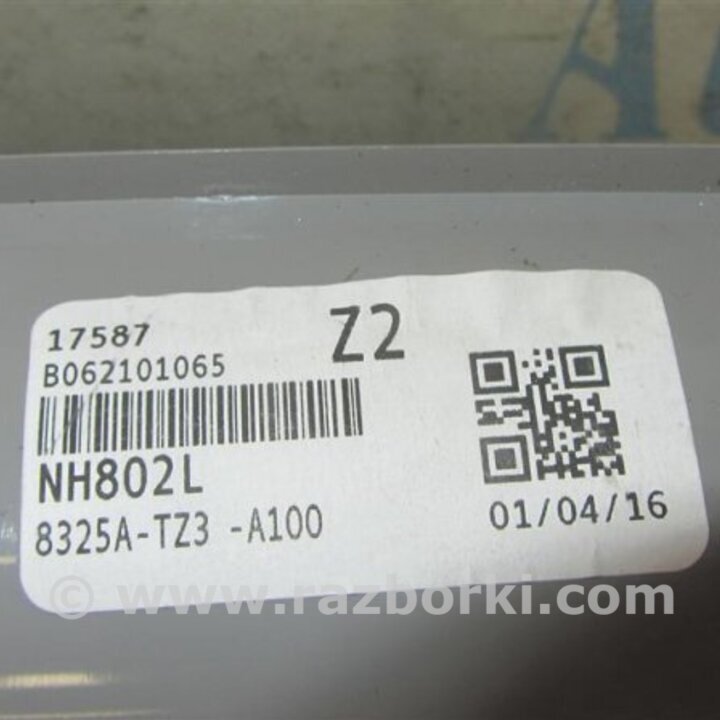 17587
Z2
B062101065
NH802L
8325A-TZ3 -A100
01/04/16
© www.razborki.com